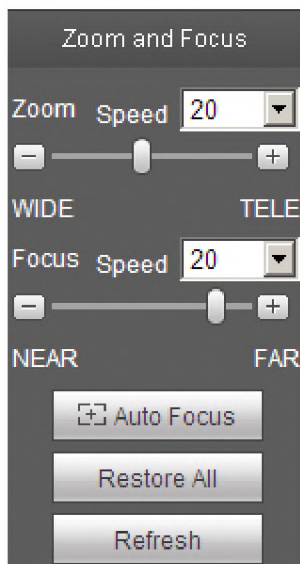 Zoom and Focus
Zoom Speed 20
WIDE TELE
Focus Speed 20
NEAR FAR
Auto Focus
Restore All
Refresh